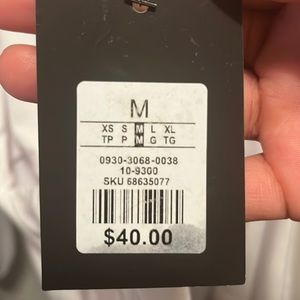 M
XS S M L XL
TP P M G TG
0930-3068-0038
10-9300
SKU 68635077
$40.00